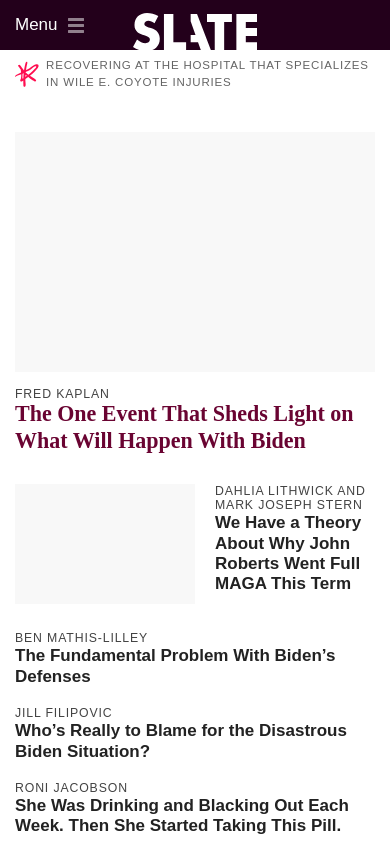 Menu
SLATE
RECOVERING AT THE HOSPITAL THAT SPECIALIZES
IN WILE E. COYOTE INJURIES
FRED KAPLAN
The One Event That Sheds Light on
What Will Happen With Biden
DAHLIA LITHWICK AND
MARK JOSEPH STERN
We Have a Theory
About Why John
Roberts Went Full
MAGA This Term
BEN MATHIS-LILLEY
The Fundamental Problem With Biden’s
Defenses
JILL FILIPOVIC
Who’s Really to Blame for the Disastrous
Biden Situation?
RONI JACOBSON
She Was Drinking and Blacking Out Each
Week. Then She Started Taking This Pill.